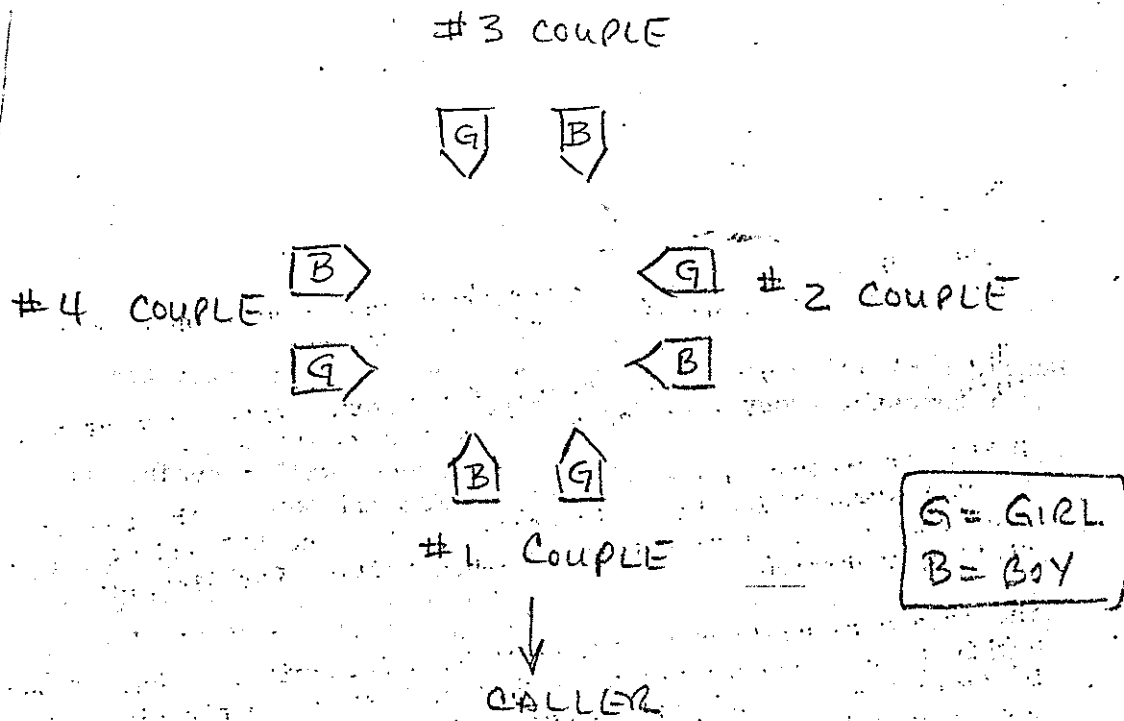 #3 COUPLE
G B
B G
#4 COUPLE #2 COUPLE
G B
B G
#1 COUPLE
G = GIRL
B = BOY
CALLER